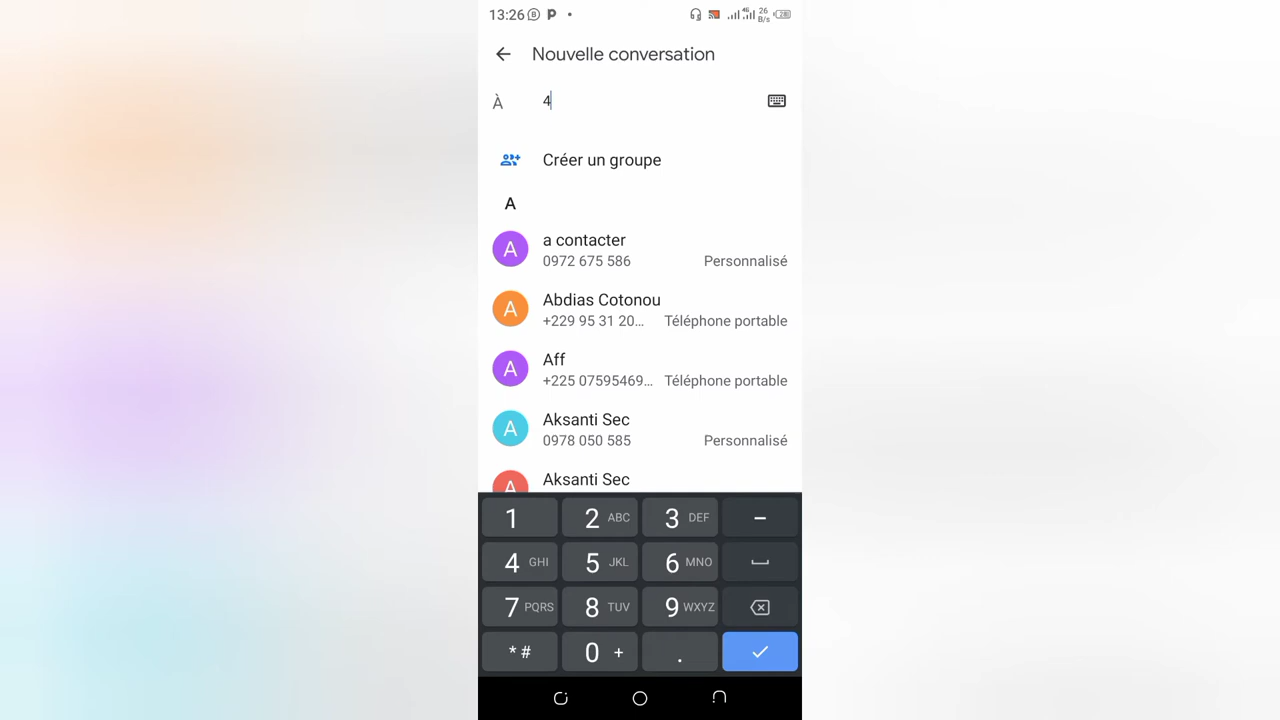 13:26
26 B/s
Nouvelle conversation
À 4
Créer un groupe
A
A a contacter
0972 675 586 Personnalisé
A Abdias Cotonou
+229 95 31 20... Téléphone portable
A Aff
+225 07595469... Téléphone portable
A Aksanti Sec
0978 050 585 Personnalisé
A Aksanti Sec
1 2 ABC 3 DEF –
4 GHI 5 JKL 6 MNO
7 PQRS 8 TUV 9 WXYZ
* # 0 + .